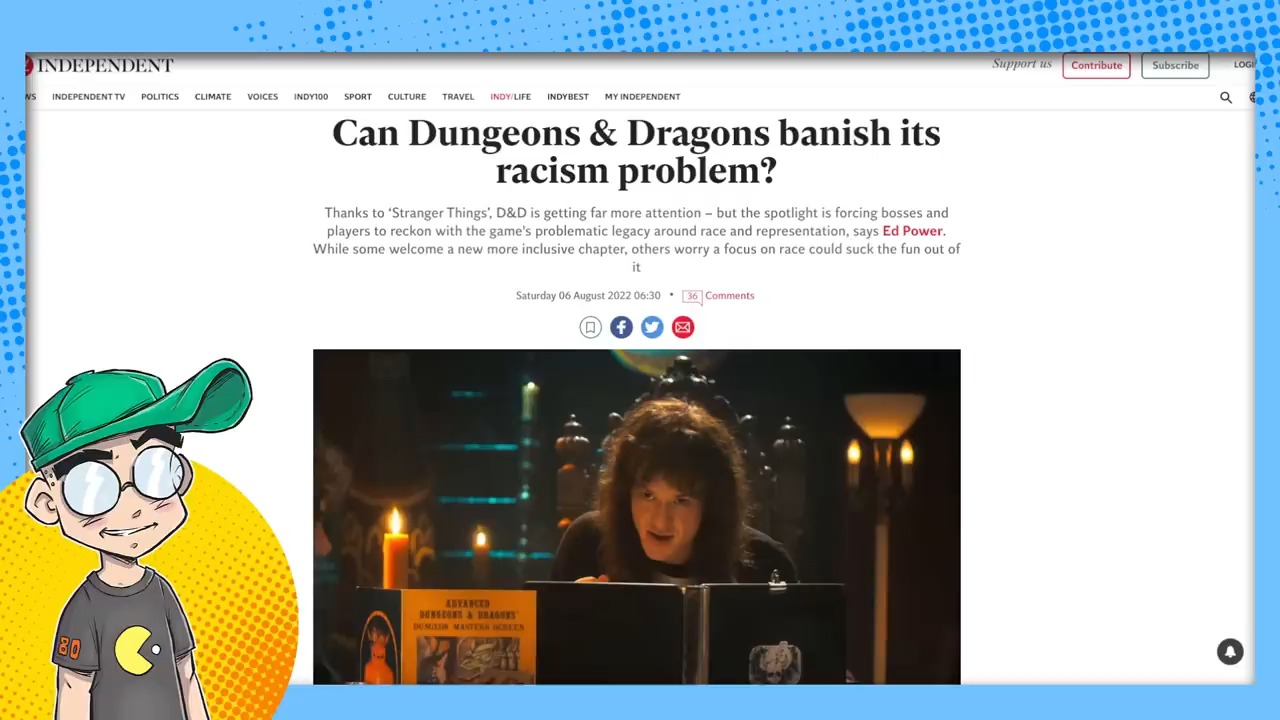 INDEPENDENT
Support us
Contribute
Subscribe
WS
INDEPENDENT TV
POLITICS
CLIMATE
VOICES
INDY100
SPORT
CULTURE
TRAVEL
INDY/LIFE
INDYBEST
MY INDEPENDENT
Can Dungeons & Dragons banish its
racism problem?
Thanks to ‘Stranger Things’, D&D is getting far more attention – but the spotlight is forcing bosses and
players to reckon with the game's problematic legacy around race and representation, says Ed Power.
While some welcome a new more inclusive chapter, others worry a focus on race could suck the fun out of
it
Saturday 06 August 2022 06:30 • 36 Comments
ADVANCED
DUNGEONS & DRAGONS
DUNGEON MASTERS SCREEN
80